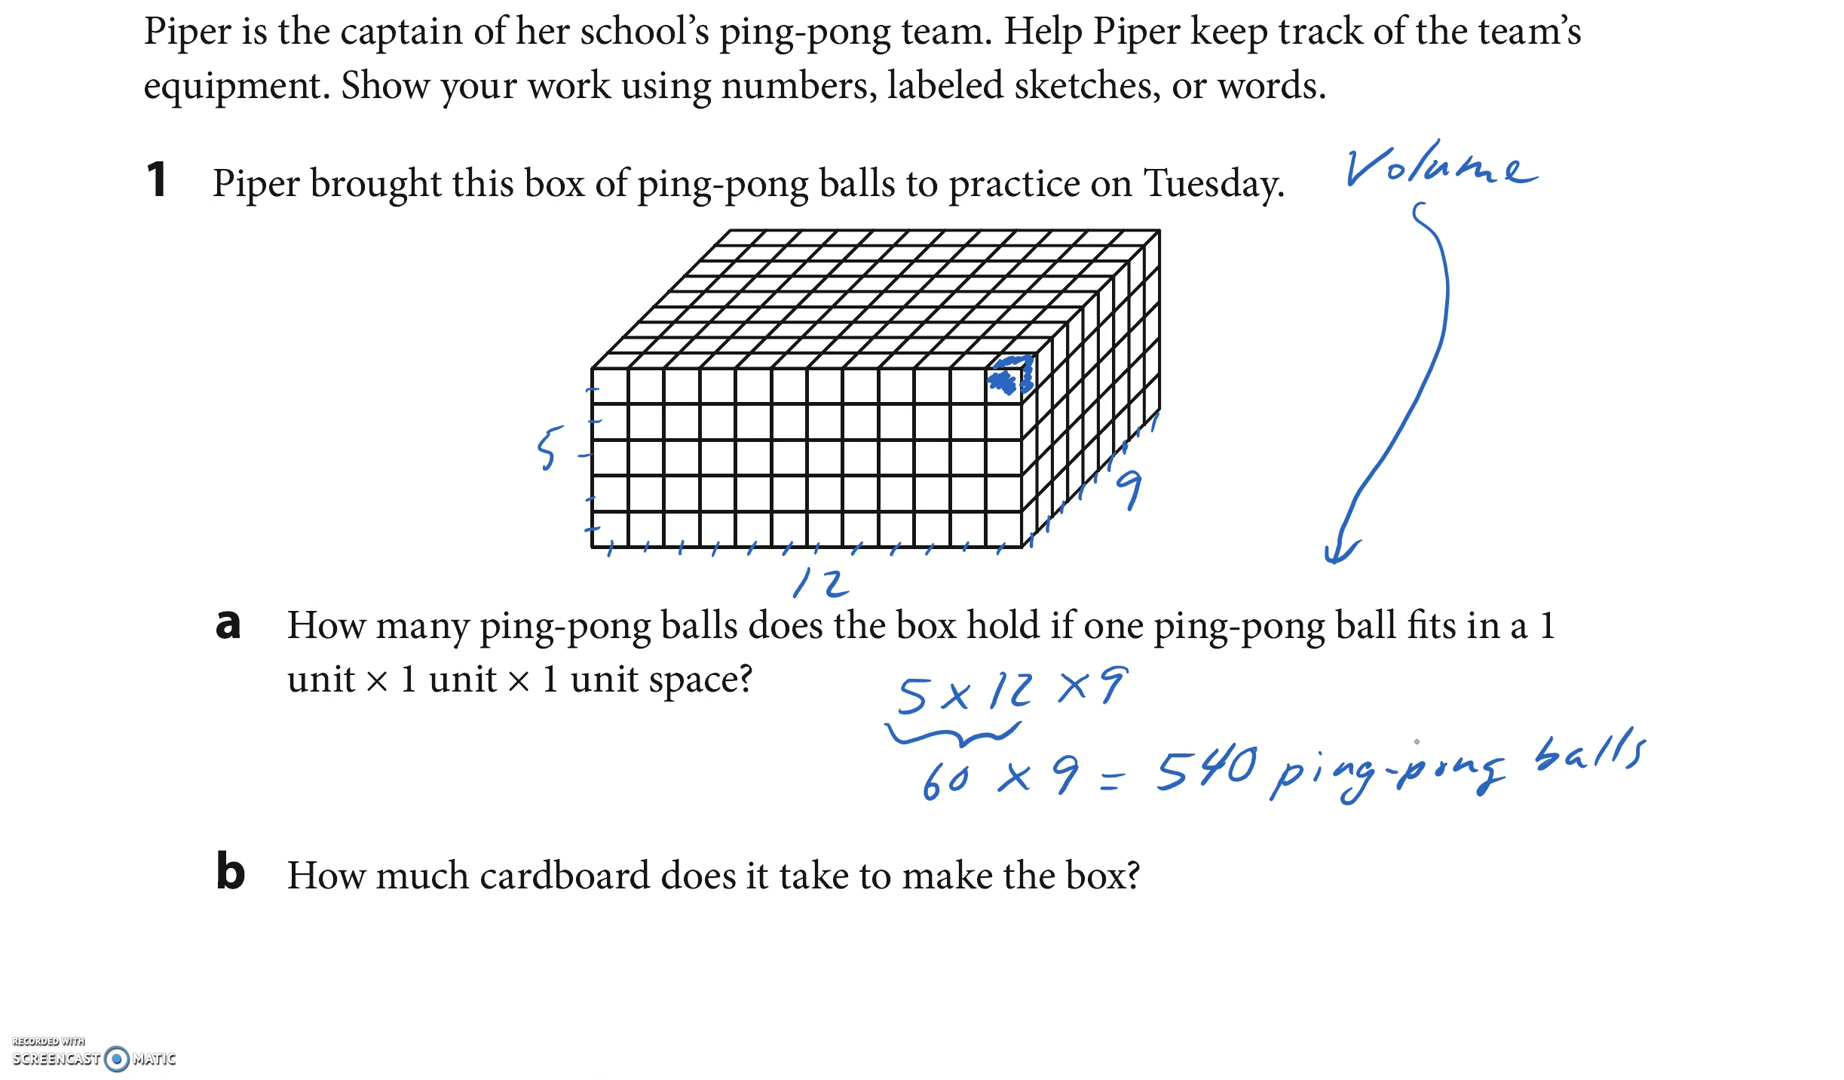 Piper is the captain of her school’s ping-pong team. Help Piper keep track of the team’s
equipment. Show your work using numbers, labeled sketches, or words.
Volume
1 Piper brought this box of ping-pong balls to practice on Tuesday.
5
9
12
a How many ping-pong balls does the box hold if one ping-pong ball fits in a 1
unit × 1 unit × 1 unit space?
5 × 12 × 9
60 × 9 = 540 ping-pong balls
b How much cardboard does it take to make the box?
RECORDED WITH
SCREENCAST MATIC